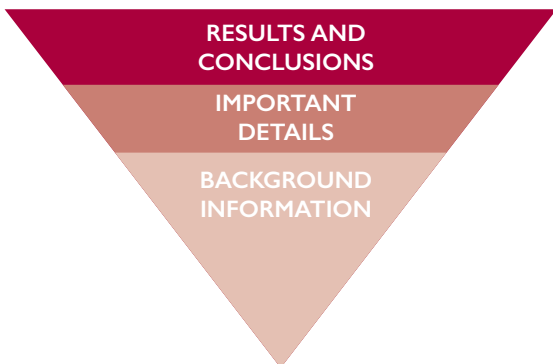 RESULTS AND
CONCLUSIONS
IMPORTANT
DETAILS
BACKGROUND
INFORMATION